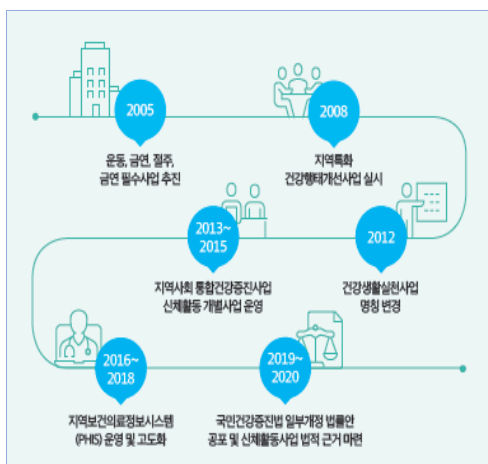 2005
운동, 금연, 절주,
금연 필수사업 추진
2008
지역특화
건강행태개선사업 실시
2012
건강생활실천사업
명칭 변경
2013~
2015
지역사회 통합건강증진사업
신체활동 개별사업 운영
2016~
2018
지역보건의료정보시스템
(PHIS) 운영 및 고도화
2019~
2020
국민건강증진법 일부개정 법률안
공포 및 신체활동사업 법적 근거 마련